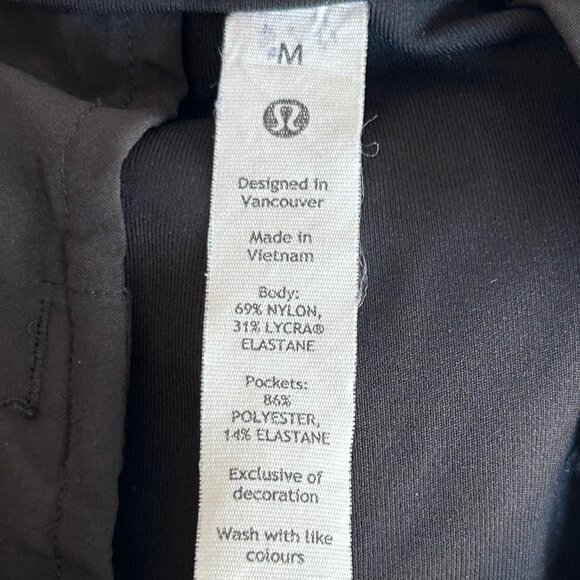 M
Designed in
Vancouver
Made in
Vietnam
Body:
69% NYLON,
31% LYCRA®
ELASTANE
Pockets:
86%
POLYESTER,
14% ELASTANE
Exclusive of
decoration
Wash with like
colours